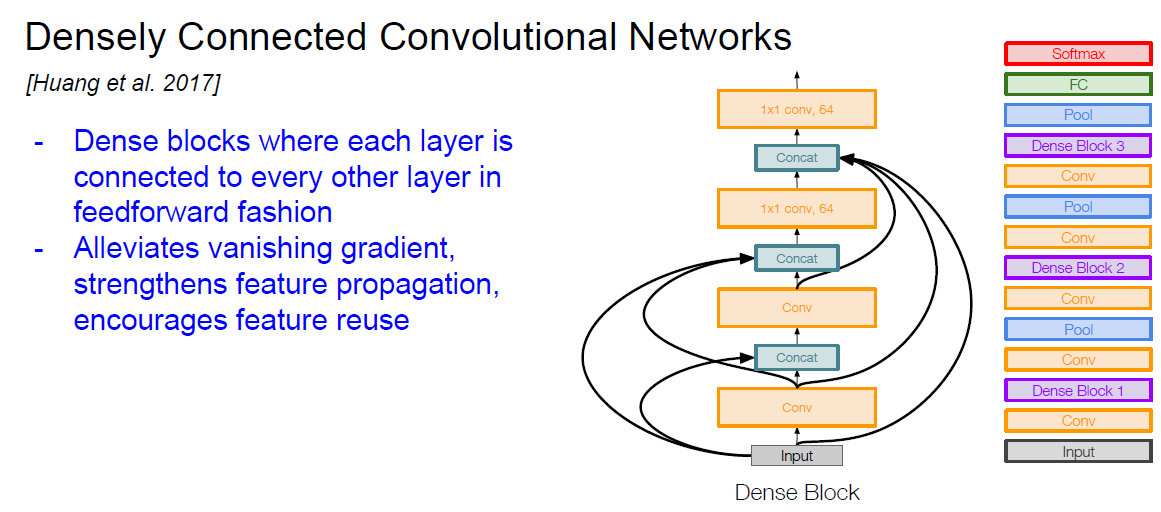 Densely Connected Convolutional Networks
[Huang et al. 2017]
- Dense blocks where each layer is
connected to every other layer in
feedforward fashion
- Alleviates vanishing gradient,
strengthens feature propagation,
encourages feature reuse
1x1 conv, 64
Concat
1x1 conv, 64
Concat
Conv
Concat
Conv
Input
Dense Block
Softmax
FC
Pool
Dense Block 3
Conv
Pool
Conv
Dense Block 2
Conv
Pool
Conv
Dense Block 1
Conv
Input